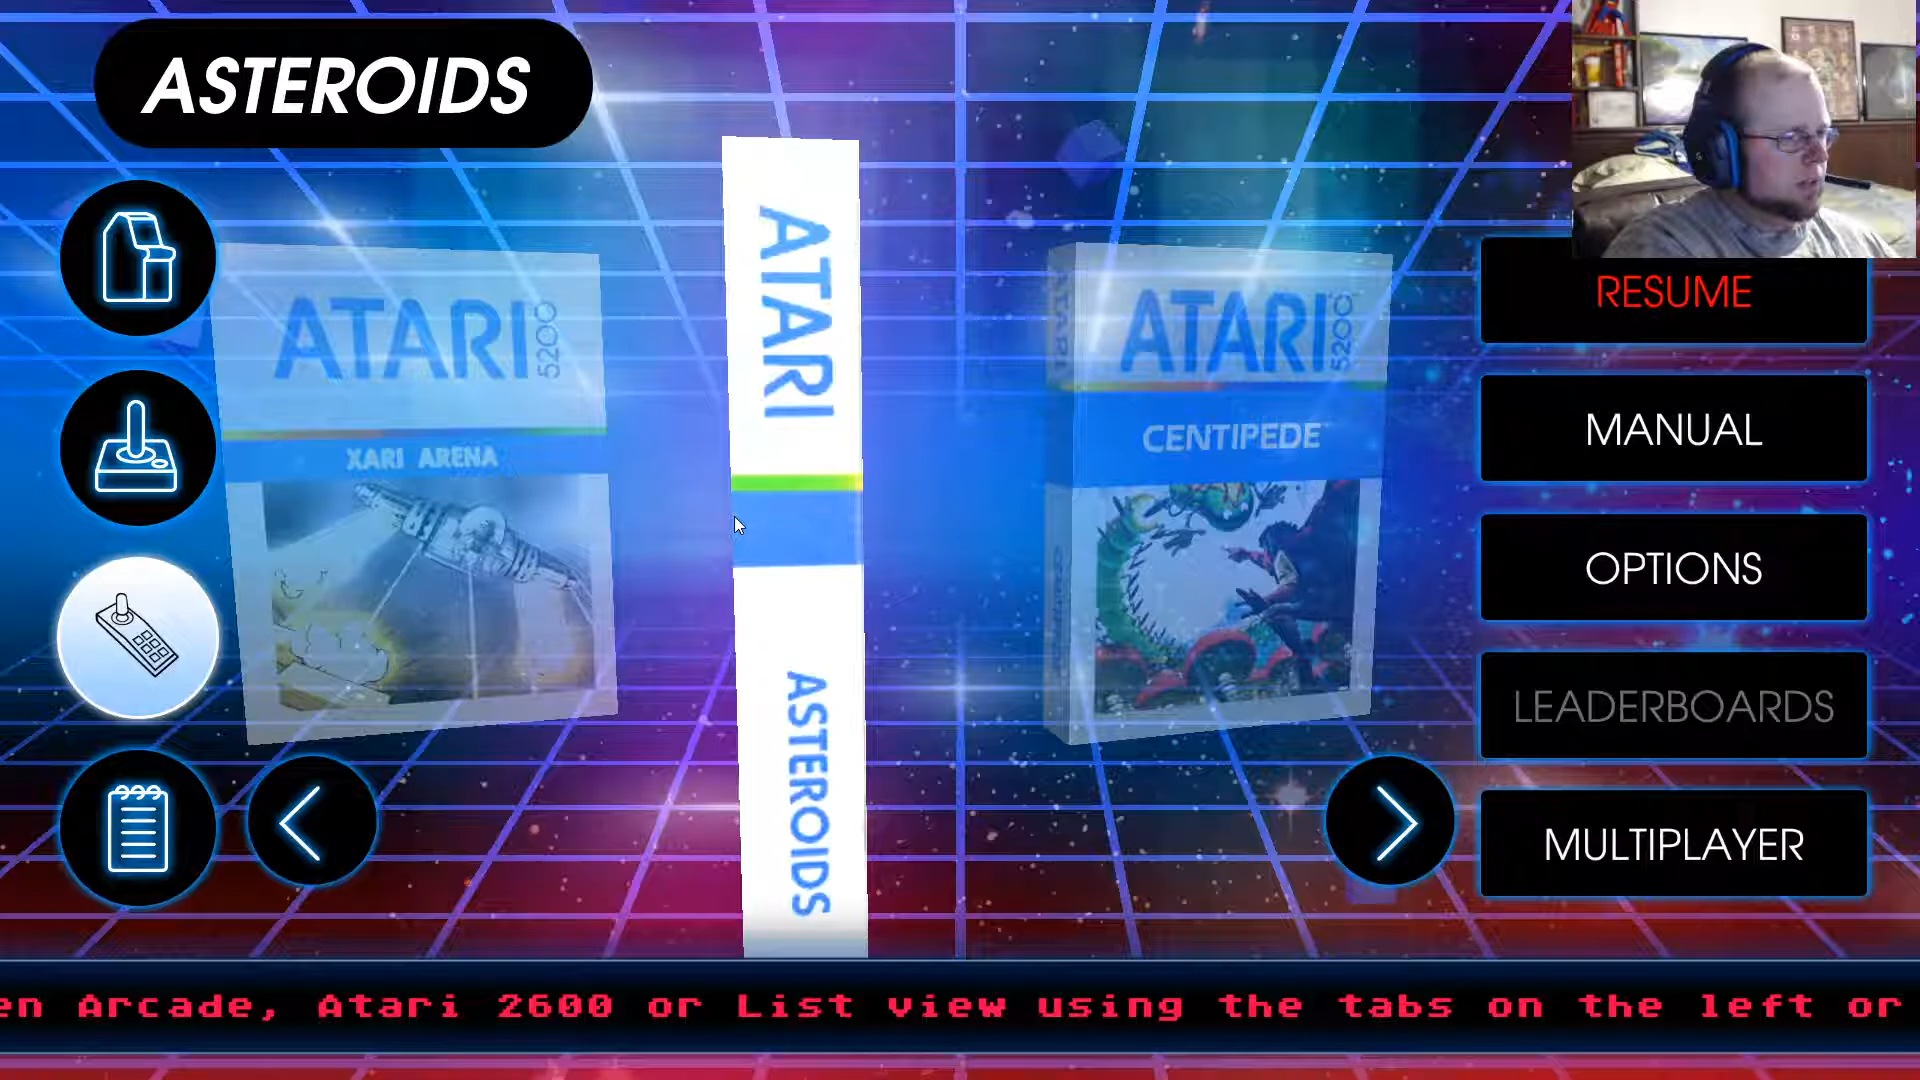 ASTEROIDS
ATARI 5200
XARI ARENA
ATARI
ASTEROIDS
ATARI
ATARI 5200
CENTIPEDE
RESUME
MANUAL
OPTIONS
LEADERBOARDS
MULTIPLAYER
en Arcade, Atari 2600 or List view using the tabs on the left or